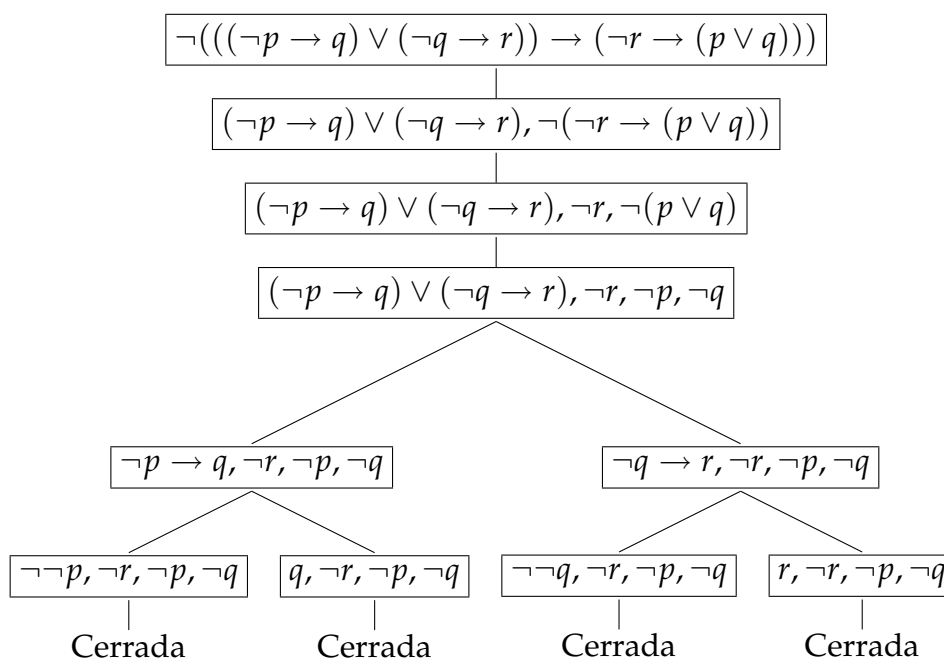 ¬(((¬p → q) ∨ (¬q → r)) → (¬r → (p ∨ q)))
(¬p → q) ∨ (¬q → r), ¬(¬r → (p ∨ q))
(¬p → q) ∨ (¬q → r), ¬r, ¬(p ∨ q)
(¬p → q) ∨ (¬q → r), ¬r, ¬p, ¬q
¬p → q, ¬r, ¬p, ¬q
¬q → r, ¬r, ¬p, ¬q
¬¬p, ¬r, ¬p, ¬q
q, ¬r, ¬p, ¬q
¬¬q, ¬r, ¬p, ¬q
r, ¬r, ¬p, ¬q
Cerrada
Cerrada
Cerrada
Cerrada